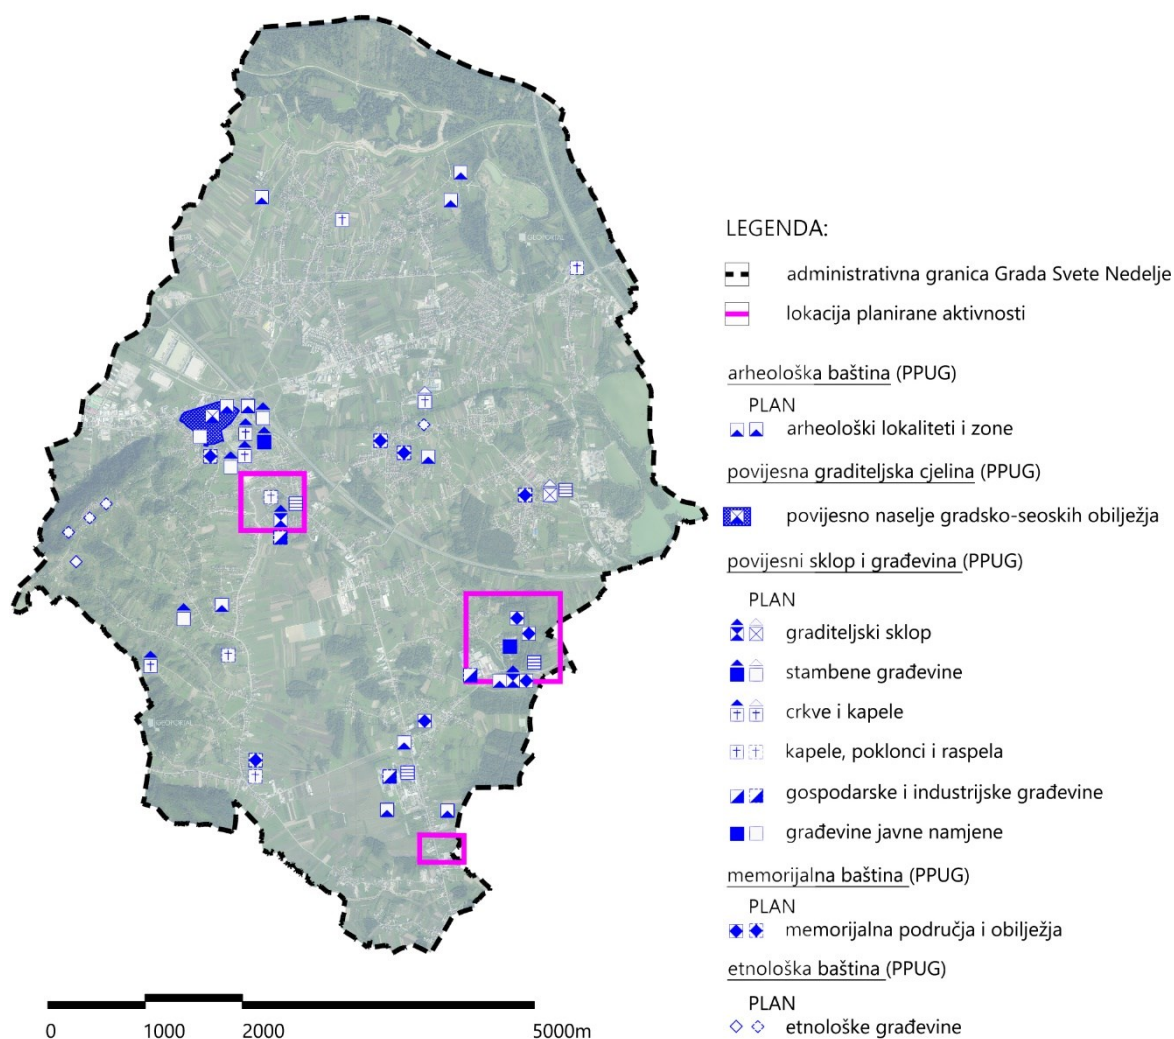 LEGENDA:
administrativna granica Grada Svete Nedelje
lokacija planirane aktivnosti
arheološka baština (PPUG)
PLAN
arheološki lokaliteti i zone
povijesna graditeljska cjelina (PPUG)
povijesno naselje gradsko-seoskih obilježja
povijesni sklop i građevina (PPUG)
PLAN
graditeljski sklop
stambene građevine
crkve i kapele
kapele, poklonci i raspela
gospodarske i industrijske građevine
građevine javne namjene
memorijalna baština (PPUG)
PLAN
memorijalna područja i obilježja
etnološka baština (PPUG)
PLAN
etnološke građevine
GEOPORTAL
GEOPORTAL
0 1000 2000 5000m